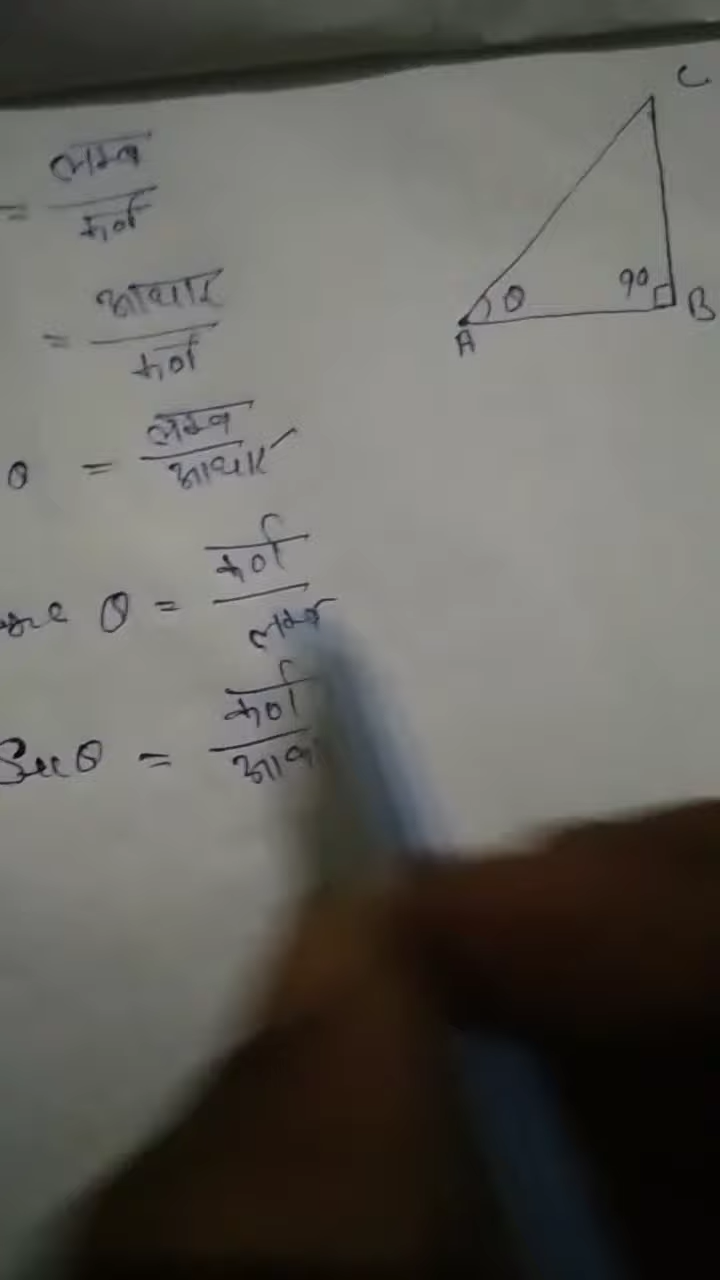 = लम्ब
कर्ण
= आधार
कर्ण
θ = लम्ब
आधार
θ = कर्ण
लम्ब
Sec θ = कर्ण
C
θ
90
A
B